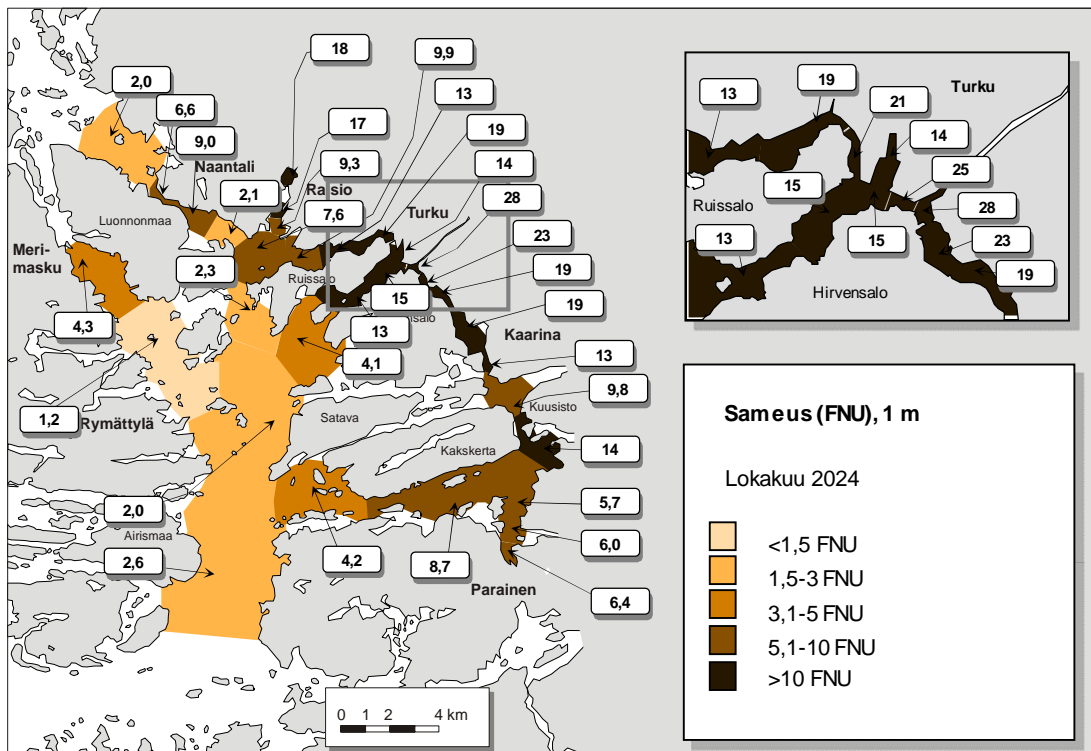 18
9,9
2,0
13
6,6
17
19
9,0
Naantali
9,3
14
Raisio
2,1
28
7,6
Turku
Luonnonmaa
23
Meri-
masku
2,3
Ruissalo
19
15
19
4,3
13
Kaarina
4,1
13
9,8
1,2
Rymättylä
Satava
Kuusisto
Kakskerta
14
2,0
5,7
Airismaa
2,6
4,2
8,7
6,0
Parainen
6,4
0 1 2 4 km
19
Turku
13
21
14
15
25
Ruissalo
28
13
15
23
19
Hirvensalo
Sameus (FNU), 1 m
Lokakuu 2024
<1,5 FNU
1,5-3 FNU
3,1-5 FNU
5,1-10 FNU
>10 FNU